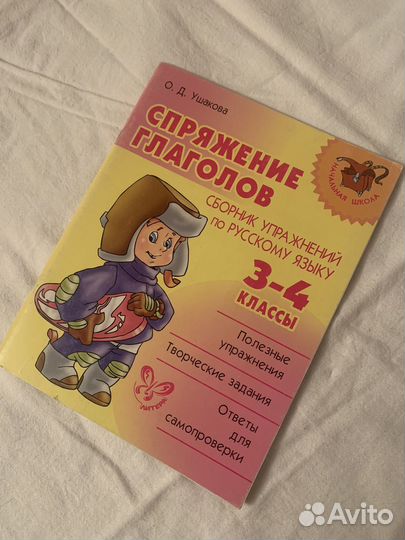 О. Д. Ушакова
СПРЯЖЕНИЕ
ГЛАГОЛОВ
СБОРНИК УПРАЖНЕНИЙ
ПО РУССКОМУ ЯЗЫКУ
3-4
КЛАССЫ
НАЧАЛЬНАЯ ШКОЛА
Полезные
упражнения
Творческие задания
Ответы
для
самопроверки
ЛИТЕРА
Avito